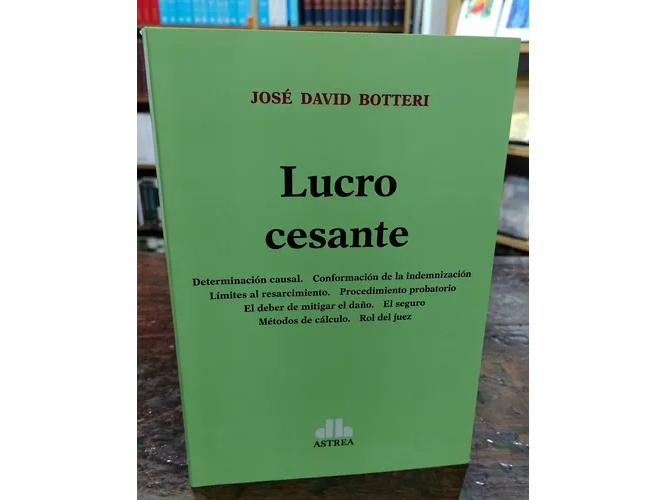 JOSÉ DAVID BOTTERI
Lucro
cesante
Determinación causal. Conformación de la indemnización
Límites al resarcimiento. Procedimiento probatorio
El deber de mitigar el daño. El seguro
Métodos de cálculo. Rol del juez
ASTREA